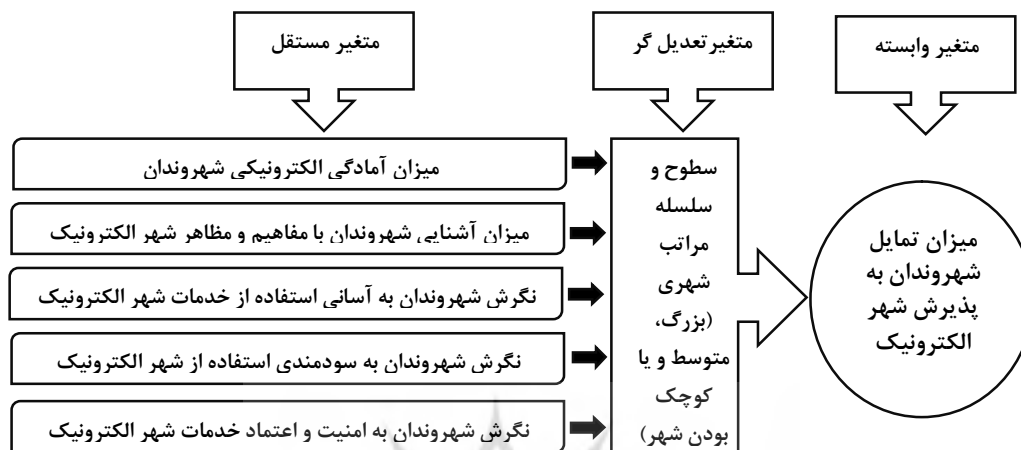 متغیر مستقل
متغیر تعدیل گر
متغیر وابسته
میزان آمادگی الکترونیکی شهروندان
میزان آشنایی شهروندان با مفاهیم و مظاهر شهر الکترونیک
نگرش شهروندان به آسانی استفاده از خدمات شهر الکترونیک
نگرش شهروندان به سودمندی استفاده از شهر الکترونیک
نگرش شهروندان به امنیت و اعتماد خدمات شهر الکترونیک
سطوح و
سلسله
مراتب
شهری
(بزرگ،
متوسط و یا
کوچک
بودن شهر)
میزان تمایل
شهروندان به
پذیرش شهر
الکترونیک